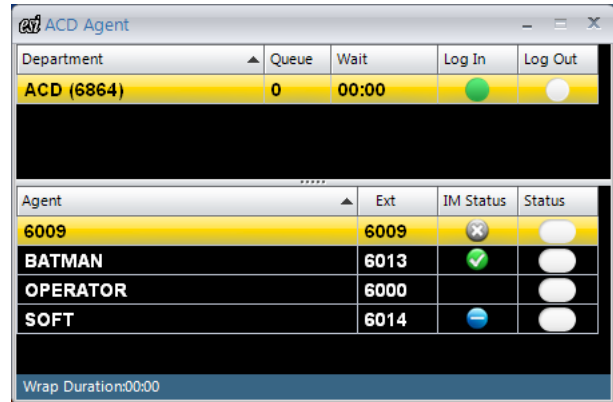 esi ACD Agent
Department Queue Wait Log In Log Out
ACD (6864) 0 00:00
Agent Ext IM Status Status
6009 6009
BATMAN 6013
OPERATOR 6000
SOFT 6014
Wrap Duration:00:00